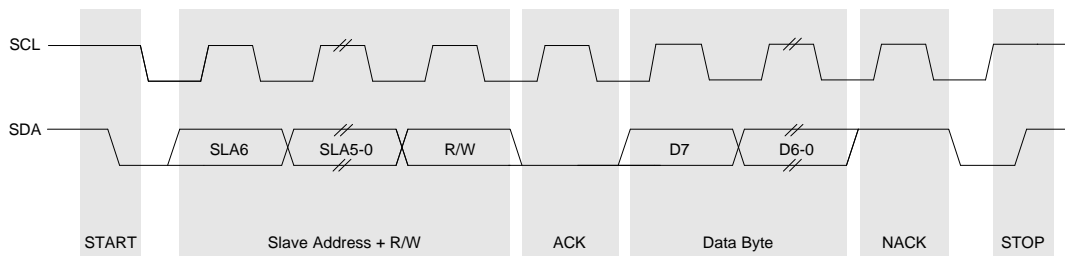 SCL
SDA
SLA6
SLA5-0
R/W
D7
D6-0
START
Slave Address + R/W
ACK
Data Byte
NACK
STOP